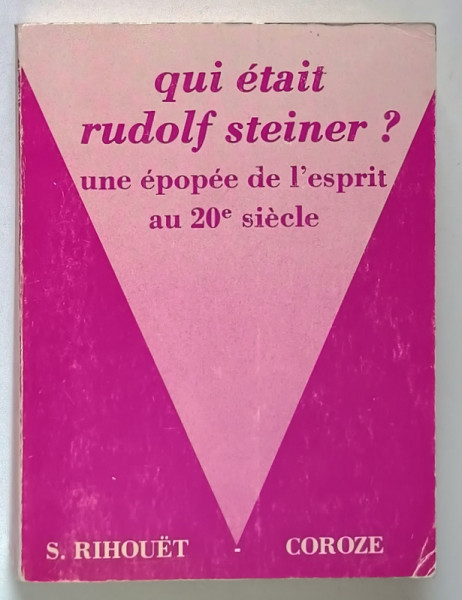 qui était
rudolf steiner ?
une épopée de l'esprit
au 20e siècle
S. RIHOUËT - COROZE